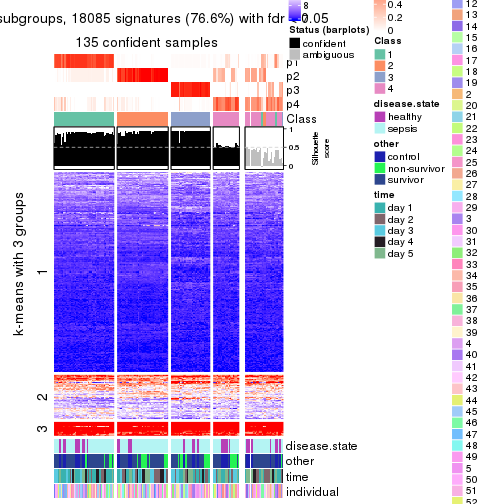 subgroups, 18085 signatures (76.6%) with fdr < 0.05
135 confident samples
p1
p2
p3
p4
Class
1
0.5
0
Silhouette
score
k-means with 3 groups
1
2
3
disease.state
other
time
individual
8
6
Status (barplots)
confident
ambiguous
0.4
0.2
0
Class
1
2
3
4
disease.state
healthy
sepsis
other
control
non-survivor
survivor
time
day 1
day 2
day 3
day 4
day 5
12
13
14
15
16
17
18
19
2
20
21
22
23
24
25
26
27
28
29
3
30
31
32
33
34
35
36
37
38
39
4
40
41
42
43
44
45
46
47
48
49
5
50
51